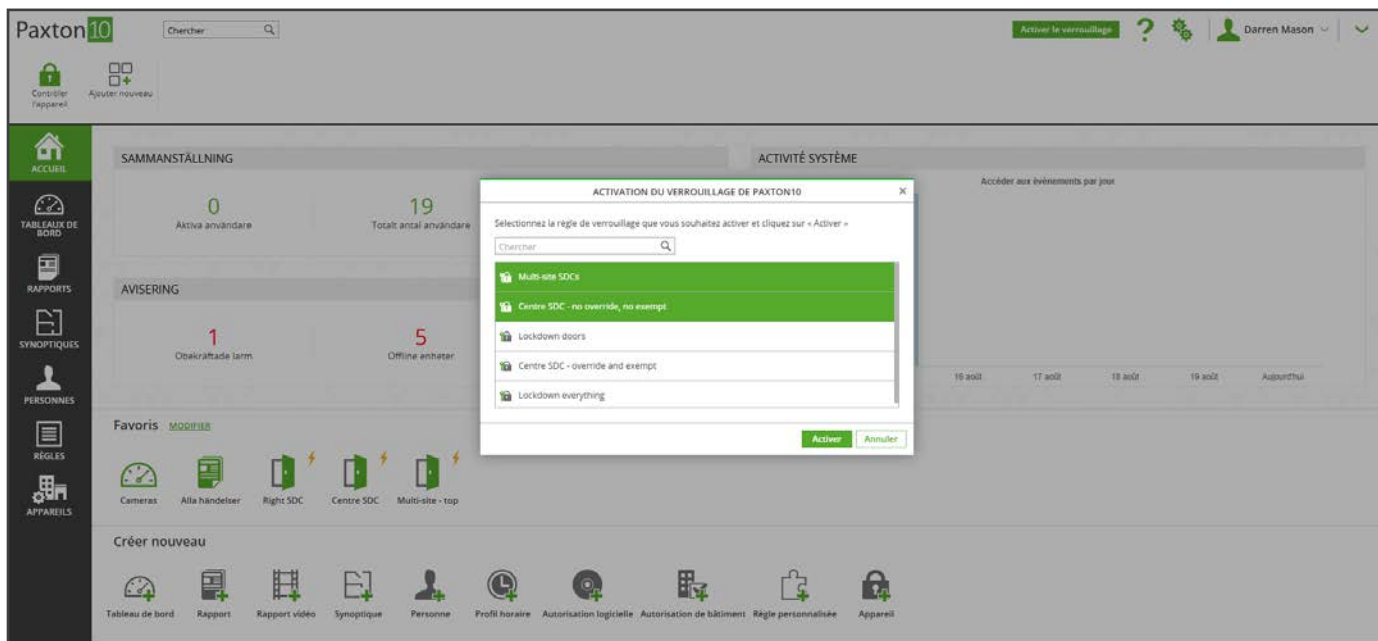 Paxton10
Chercher
Activer le verrouillage
?
Darren Mason
Contrôler l'appareil
Ajouter nouveau
ACCUEIL
TABLEAUX DE BORD
RAPPORTS
SYNOPTIQUES
PERSONNES
RÈGLES
APPAREILS
SAMMANSTÄLLNING
0
Aktiva användare
19
Totalt antal användare
ACTIVITÉ SYSTÈME
Accéder aux évènements par jour
16 août
17 août
18 août
19 août
Aujourd'hui
AVISERING
1
Obekräftade larm
5
Offline enheter
ACTIVATION DU VERROUILLAGE DE PAXTON10
×
Sélectionnez la règle de verrouillage que vous souhaitez activer et cliquez sur « Activer »
Chercher
Multi-site SDCs
Centre SDC - no override, no exempt
Lockdown doors
Centre SDC - override and exempt
Lockdown everything
Activer
Annuler
Favoris MODIFIER
Cameras
Alla händelser
Right SDC
Centre SDC
Multi-site - top
Créer nouveau
Tableau de bord
Rapport
Rapport vidéo
Synoptique
Personne
Profil horaire
Autorisation logicielle
Autorisation de bâtiment
Règle personnalisée
Appareil